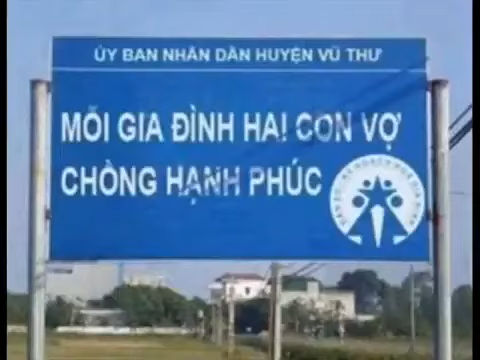 ỦY BAN NHÂN DÂN HUYỆN VŨ THƯ
MỖI GIA ĐÌNH HAI CON VỢ
CHỒNG HẠNH PHÚC